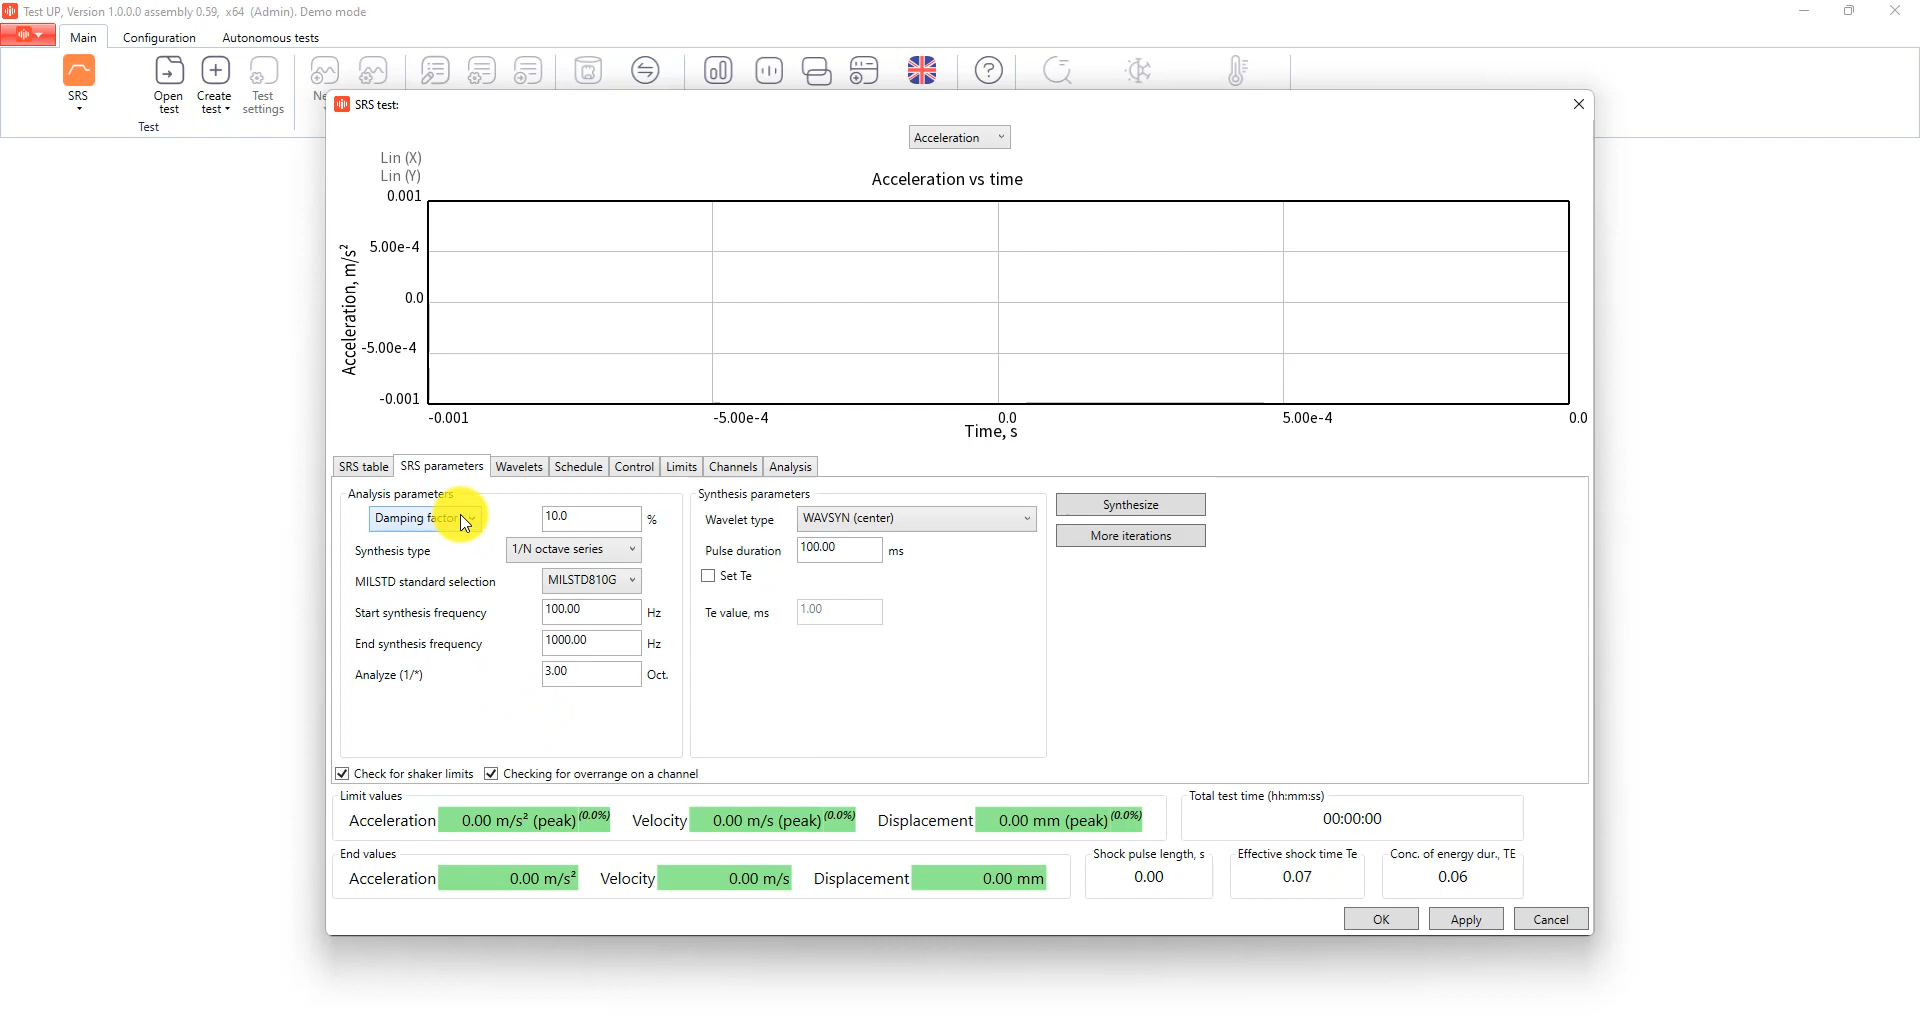 Test UP, Version 1.0.0.0 assembly 0.59, x64 (Admin). Demo mode
Main
Configuration
Autonomous tests
SRS
Open test
Create test
Test settings
Test
SRS test:
Acceleration
Lin (X)
Lin (Y)
Acceleration vs time
0.001
5.00e-4
0.0
-5.00e-4
-0.001
Acceleration, m/s²
-0.001
-5.00e-4
0.0
5.00e-4
0.0
Time, s
SRS table
SRS parameters
Wavelets
Schedule
Control
Limits
Channels
Analysis
Analysis parameters
Damping factor
10.0
%
Synthesis type
1/N octave series
MILSTD standard selection
MILSTD810G
Start synthesis frequency
100.00
Hz
End synthesis frequency
1000.00
Hz
Analyze (1/*)
3.00
Oct.
Synthesis parameters
Wavelet type
WAVSYN (center)
Pulse duration
100.00
ms
Set Te
Te value, ms
1.00
Synthesize
More iterations
Check for shaker limits
Checking for overrange on a channel
Limit values
Acceleration 0.00 m/s² (peak) (0.0%)
Velocity 0.00 m/s (peak) (0.0%)
Displacement 0.00 mm (peak) (0.0%)
Total test time (hh:mm:ss)
00:00:00
End values
Acceleration 0.00 m/s²
Velocity 0.00 m/s
Displacement 0.00 mm
Shock pulse length, s
0.00
Effective shock time Te
0.07
Conc. of energy dur., TE
0.06
OK
Apply
Cancel